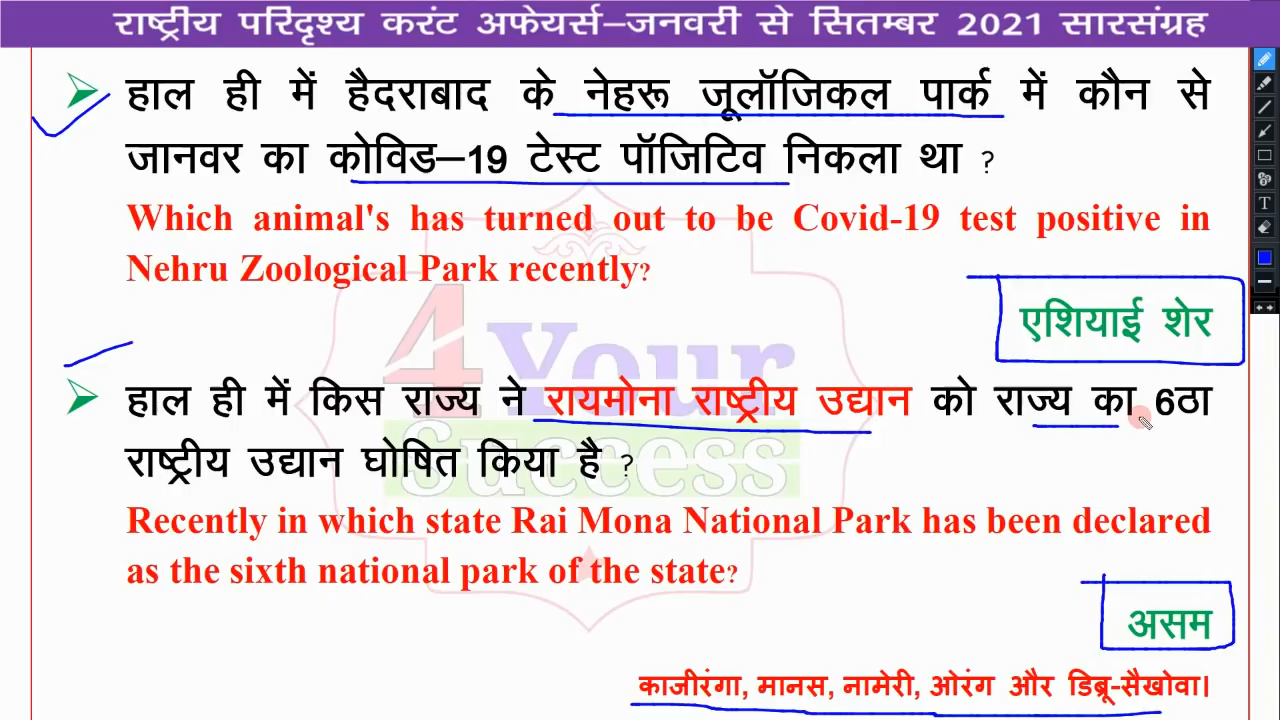 राष्ट्रीय परिदृश्य करंट अफेयर्स–जनवरी से सितम्बर 2021 सारसंग्रह
हाल ही में हैदराबाद के नेहरू जूलॉजिकल पार्क में कौन से
जानवर का कोविड–19 टेस्ट पॉजिटिव निकला था ?
Which animal's has turned out to be Covid-19 test positive in
Nehru Zoological Park recently?
एशियाई शेर
4 Your Success
हाल ही में किस राज्य ने रायमोना राष्ट्रीय उद्यान को राज्य का 6ठा
राष्ट्रीय उद्यान घोषित किया है ?
Recently in which state Rai Mona National Park has been declared
as the sixth national park of the state?
असम
काजीरंगा, मानस, नामेरी, ओरंग और डिब्रू-सैखोवा।